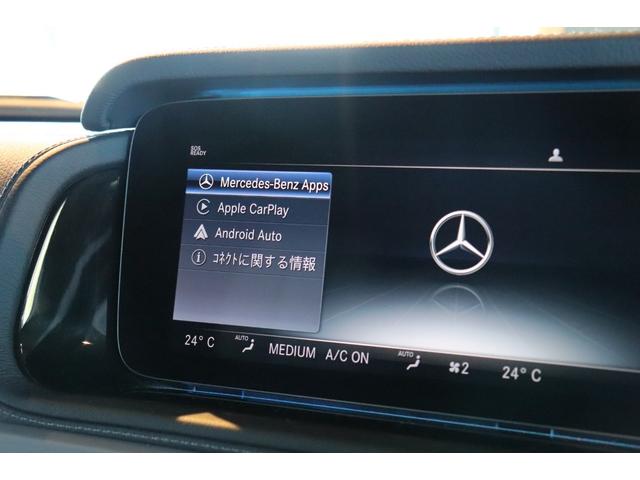 SOS
READY
Mercedes-Benz Apps
Apple CarPlay
Android Auto
ｺﾈｸﾄに関する情報
24°C AUTO MEDIUM A/C ON AUTO 2 24°C